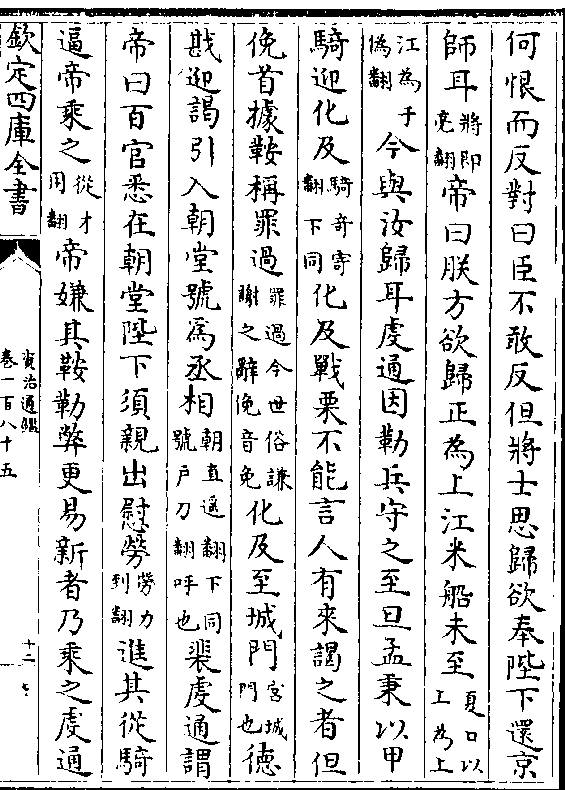 何恨而反對曰臣不敢反但將士思歸欲奉陛下還京
師耳將即亮翻帝曰朕方欲歸正為上江米船未至夏口以上為上
江為于偽翻今與汝歸耳虔通因勒兵守之至旦孟秉以甲
騎迎化及騎奇寄翻下同化及戰栗不能言人有來謁之者但
俛首據鞍稱罪過罪過今世俗謙謝之辭俛音免化及至城門宮城門也德
戡迎謁引入朝堂號為丞相朝直遥翻下同號戶刀翻呼也裴虔通謂
帝曰百官悉在朝堂陛下須親出慰勞勞力到翻進其從騎
逼帝乘之從才用翻帝嫌其鞍勒弊更易新者乃乘之虔通
欽定四庫全書
資治通鑑
卷一百八十五
十二